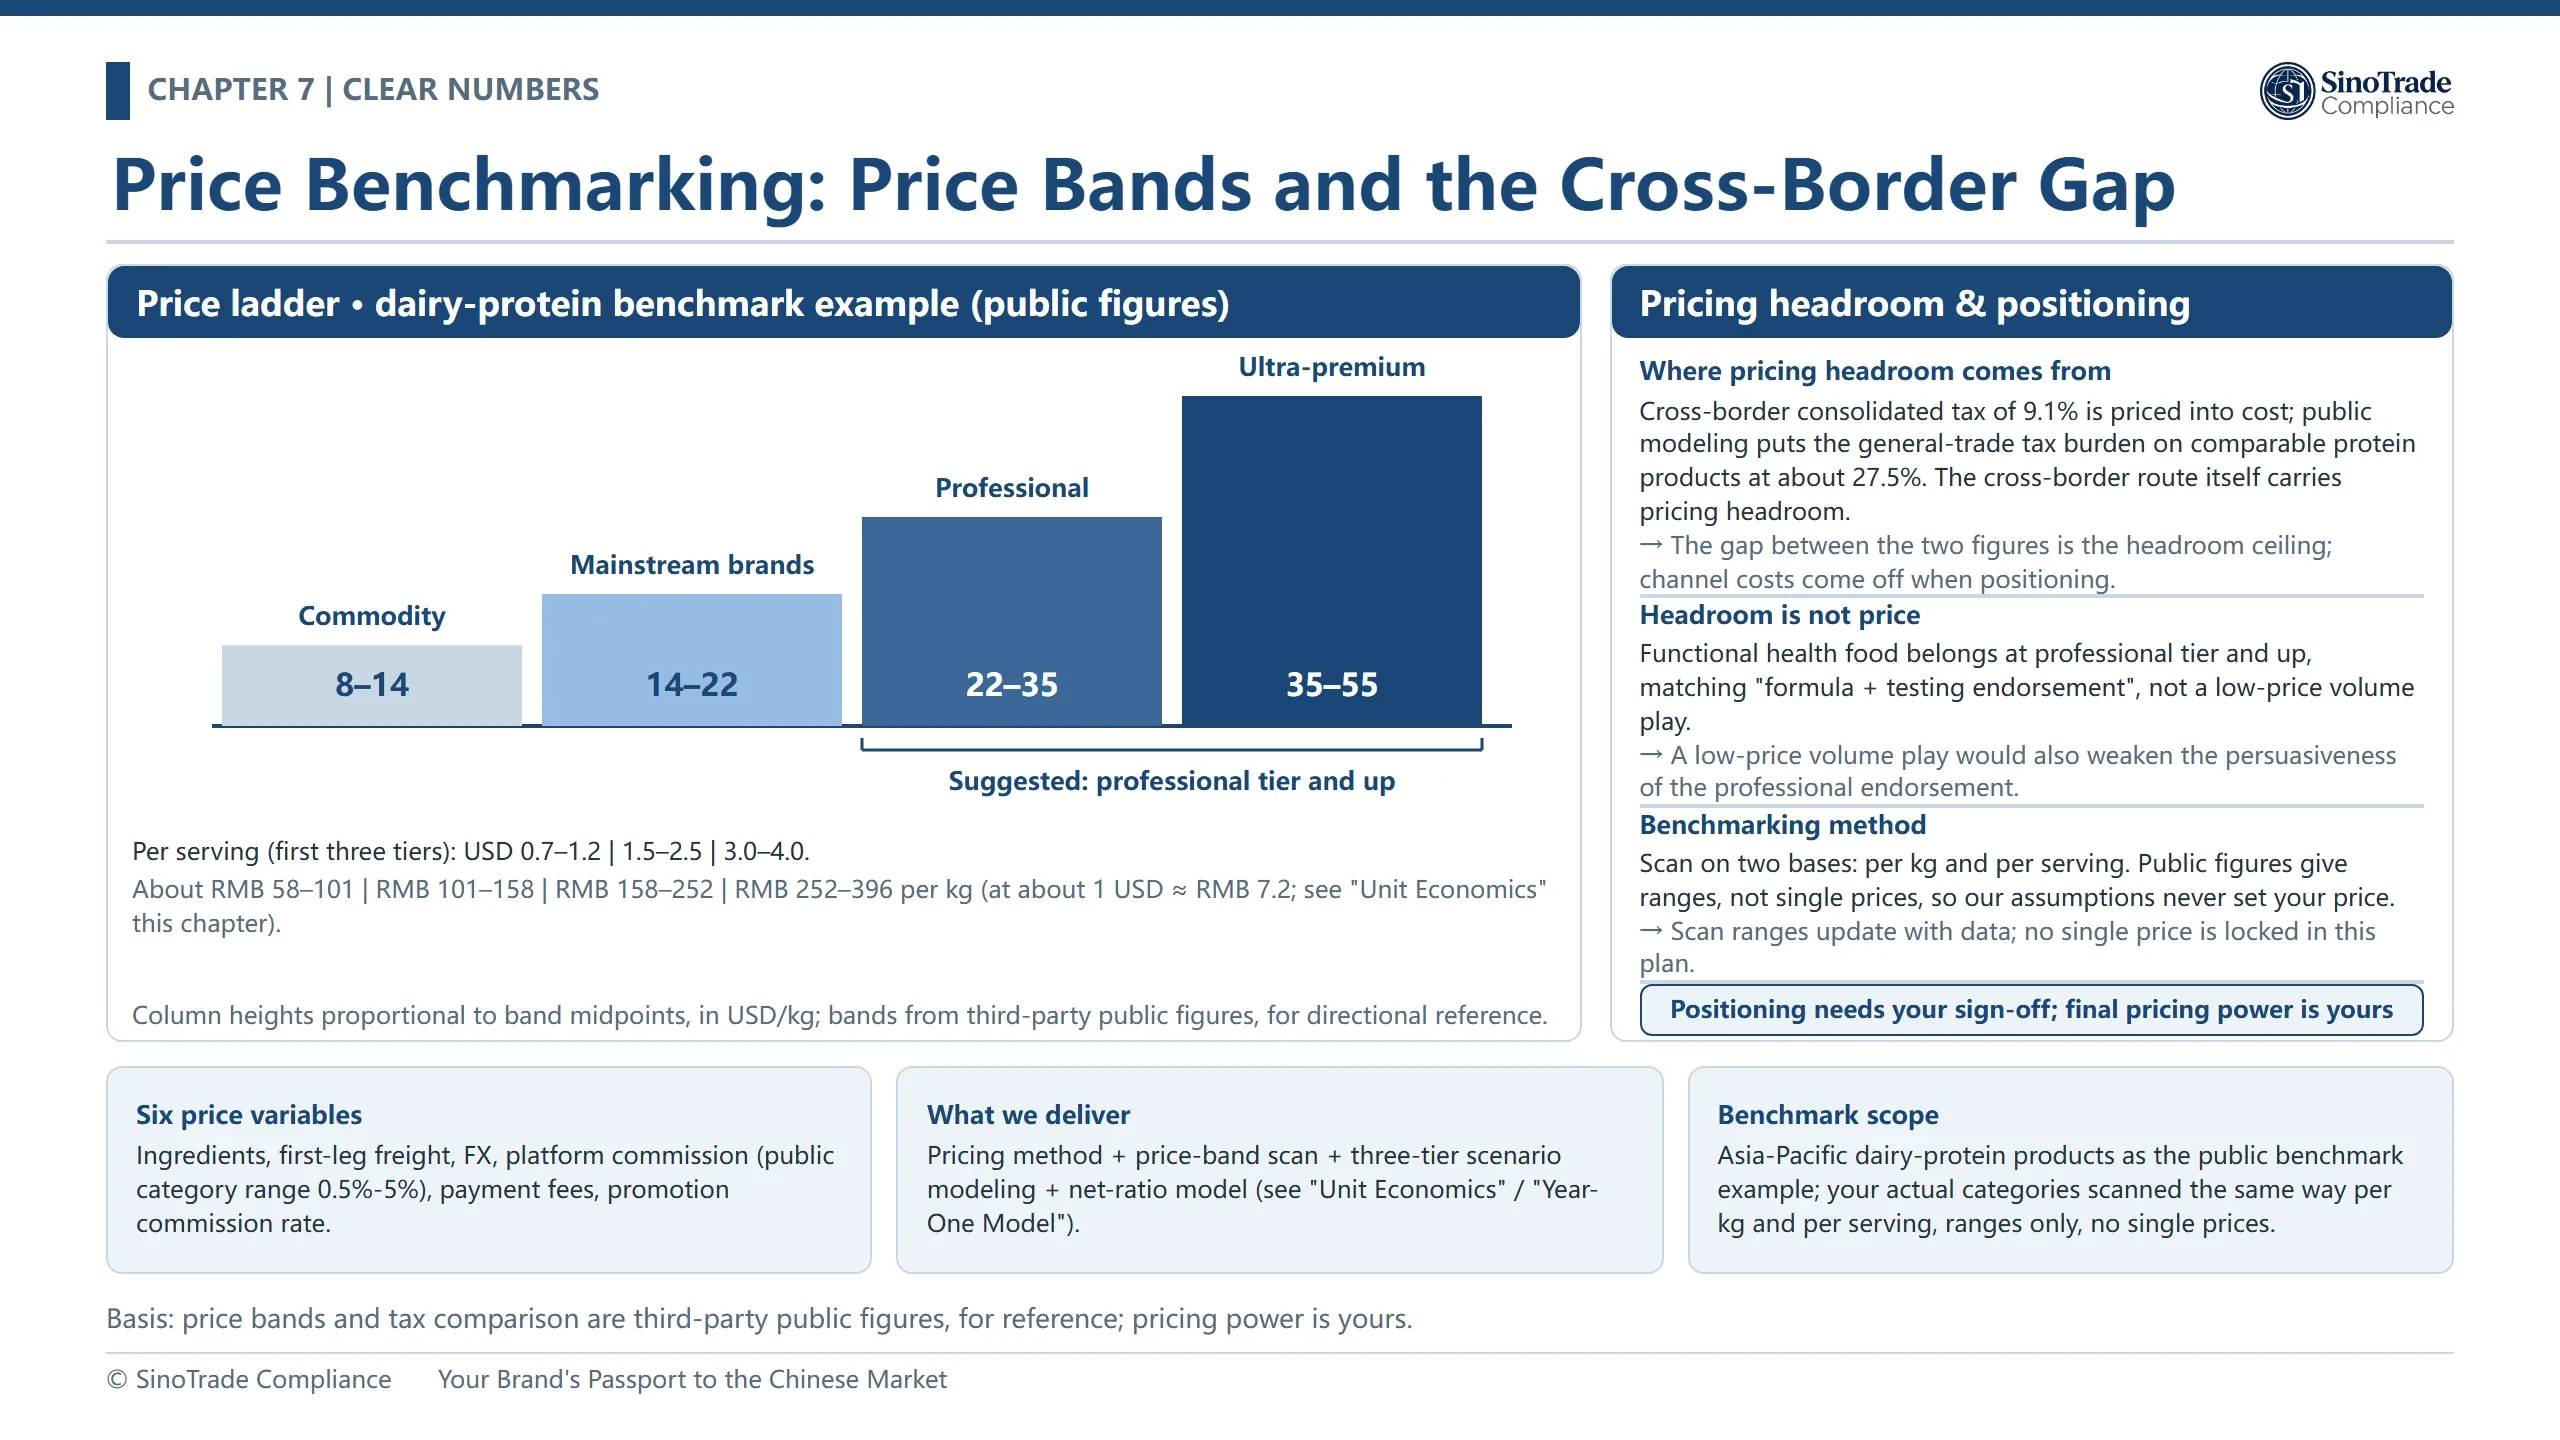 CHAPTER 7 | CLEAR NUMBERS
SinoTrade
Compliance
Price Benchmarking: Price Bands and the Cross-Border Gap
Price ladder • dairy-protein benchmark example (public figures)
Commodity
8–14
Mainstream brands
14–22
Professional
22–35
Ultra-premium
35–55
Suggested: professional tier and up
Per serving (first three tiers): USD 0.7–1.2 | 1.5–2.5 | 3.0–4.0.
About RMB 58–101 | RMB 101–158 | RMB 158–252 | RMB 252–396 per kg (at about 1 USD ≈ RMB 7.2; see "Unit Economics"
this chapter).
Column heights proportional to band midpoints, in USD/kg; bands from third-party public figures, for directional reference.
Pricing headroom & positioning
Where pricing headroom comes from
Cross-border consolidated tax of 9.1% is priced into cost; public
modeling puts the general-trade tax burden on comparable protein
products at about 27.5%. The cross-border route itself carries
pricing headroom.
→ The gap between the two figures is the headroom ceiling;
channel costs come off when positioning.
Headroom is not price
Functional health food belongs at professional tier and up,
matching "formula + testing endorsement", not a low-price volume
play.
→ A low-price volume play would also weaken the persuasiveness
of the professional endorsement.
Benchmarking method
Scan on two bases: per kg and per serving. Public figures give
ranges, not single prices, so our assumptions never set your price.
→ Scan ranges update with data; no single price is locked in this
plan.
Positioning needs your sign-off; final pricing power is yours
Six price variables
Ingredients, first-leg freight, FX, platform commission (public
category range 0.5%-5%), payment fees, promotion
commission rate.
What we deliver
Pricing method + price-band scan + three-tier scenario
modeling + net-ratio model (see "Unit Economics" / "Year-
One Model").
Benchmark scope
Asia-Pacific dairy-protein products as the public benchmark
example; your actual categories scanned the same way per
kg and per serving, ranges only, no single prices.
Basis: price bands and tax comparison are third-party public figures, for reference; pricing power is yours.
© SinoTrade Compliance Your Brand's Passport to the Chinese Market